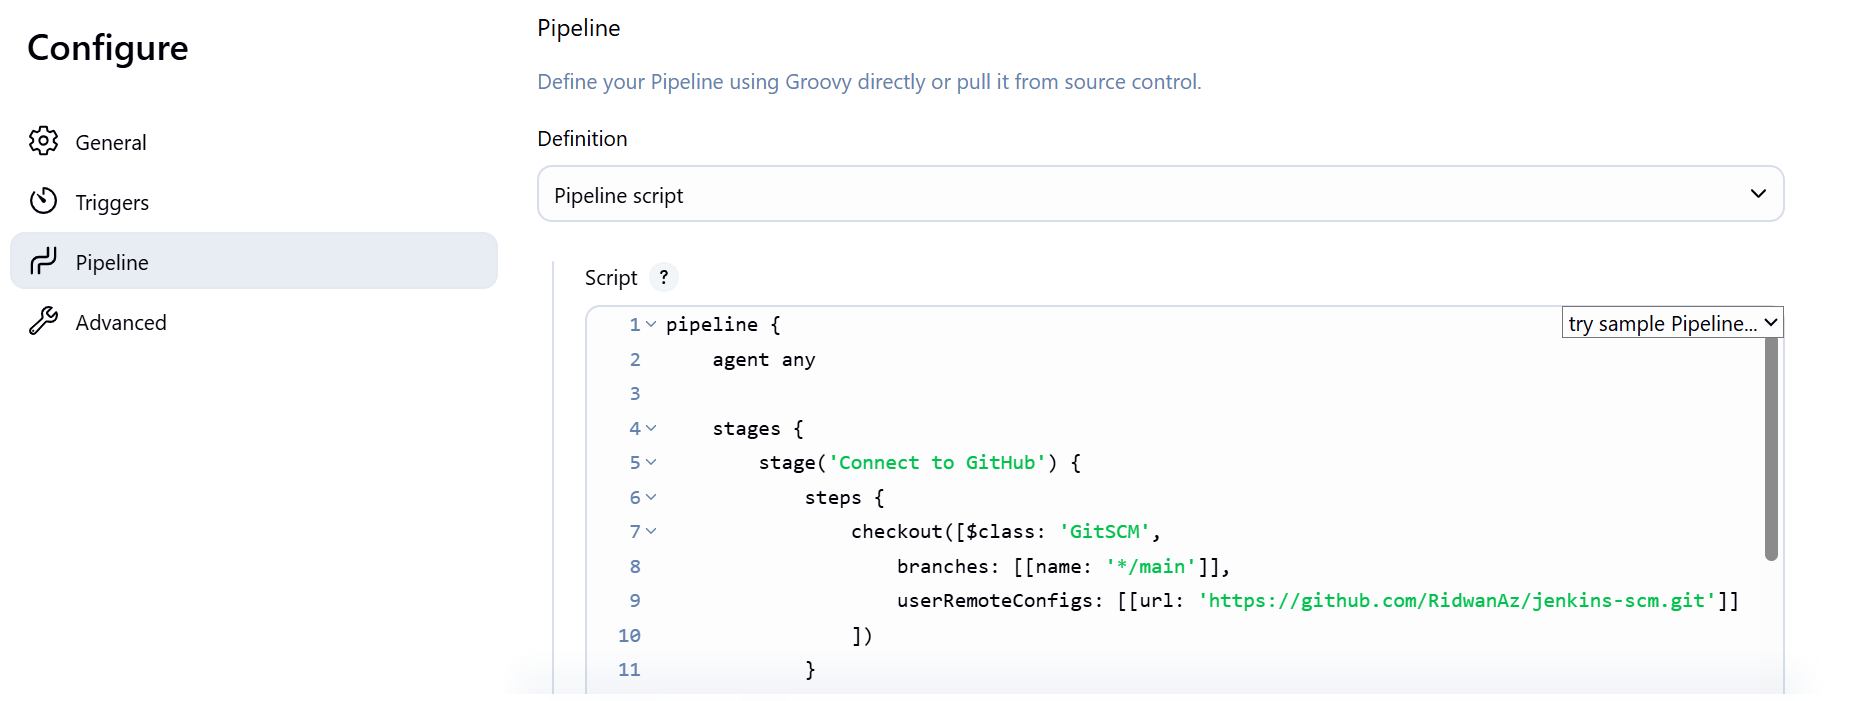 Configure
General
Triggers
Pipeline
Advanced
Pipeline
Define your Pipeline using Groovy directly or pull it from source control.
Definition
Pipeline script
Script ?
try sample Pipeline...
1 pipeline {
2     agent any
3
4     stages {
5         stage('Connect to GitHub') {
6             steps {
7                 checkout([$class: 'GitSCM',
8                     branches: [[name: '*/main']],
9                     userRemoteConfigs: [[url: 'https://github.com/RidwanAz/jenkins-scm.git']]
10                 ])
11             }